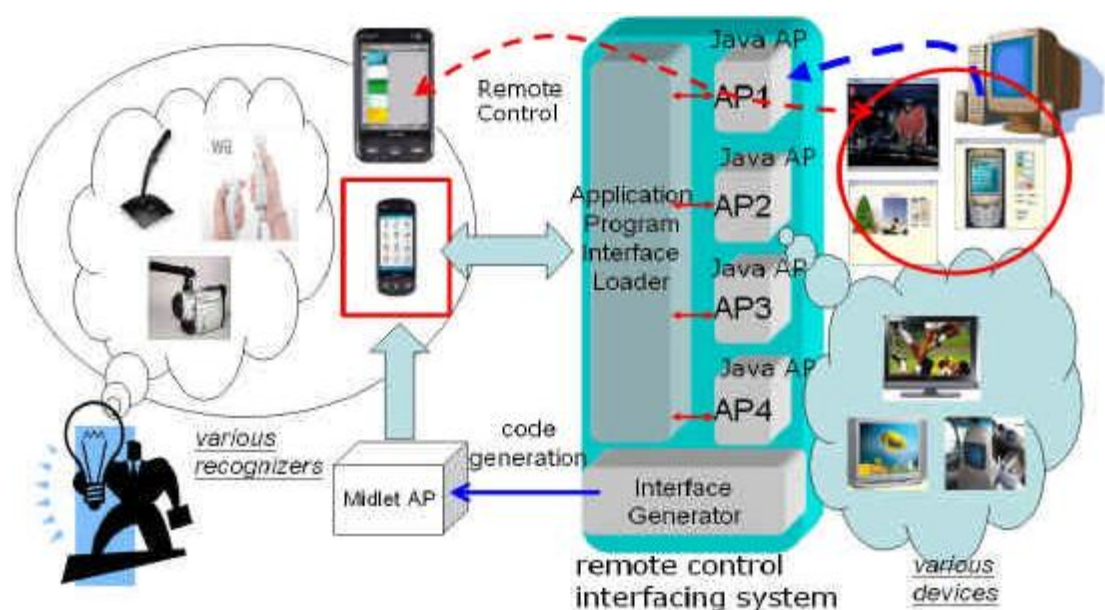 Remote
Control
Java AP
AP1
Java AP
AP2
Java AP
AP3
Java AP
AP4
Application
Program
Interface
Loader
various
recognizers
code
generation
Midlet AP
Interface
Generator
remote control
interfacing system
various
devices